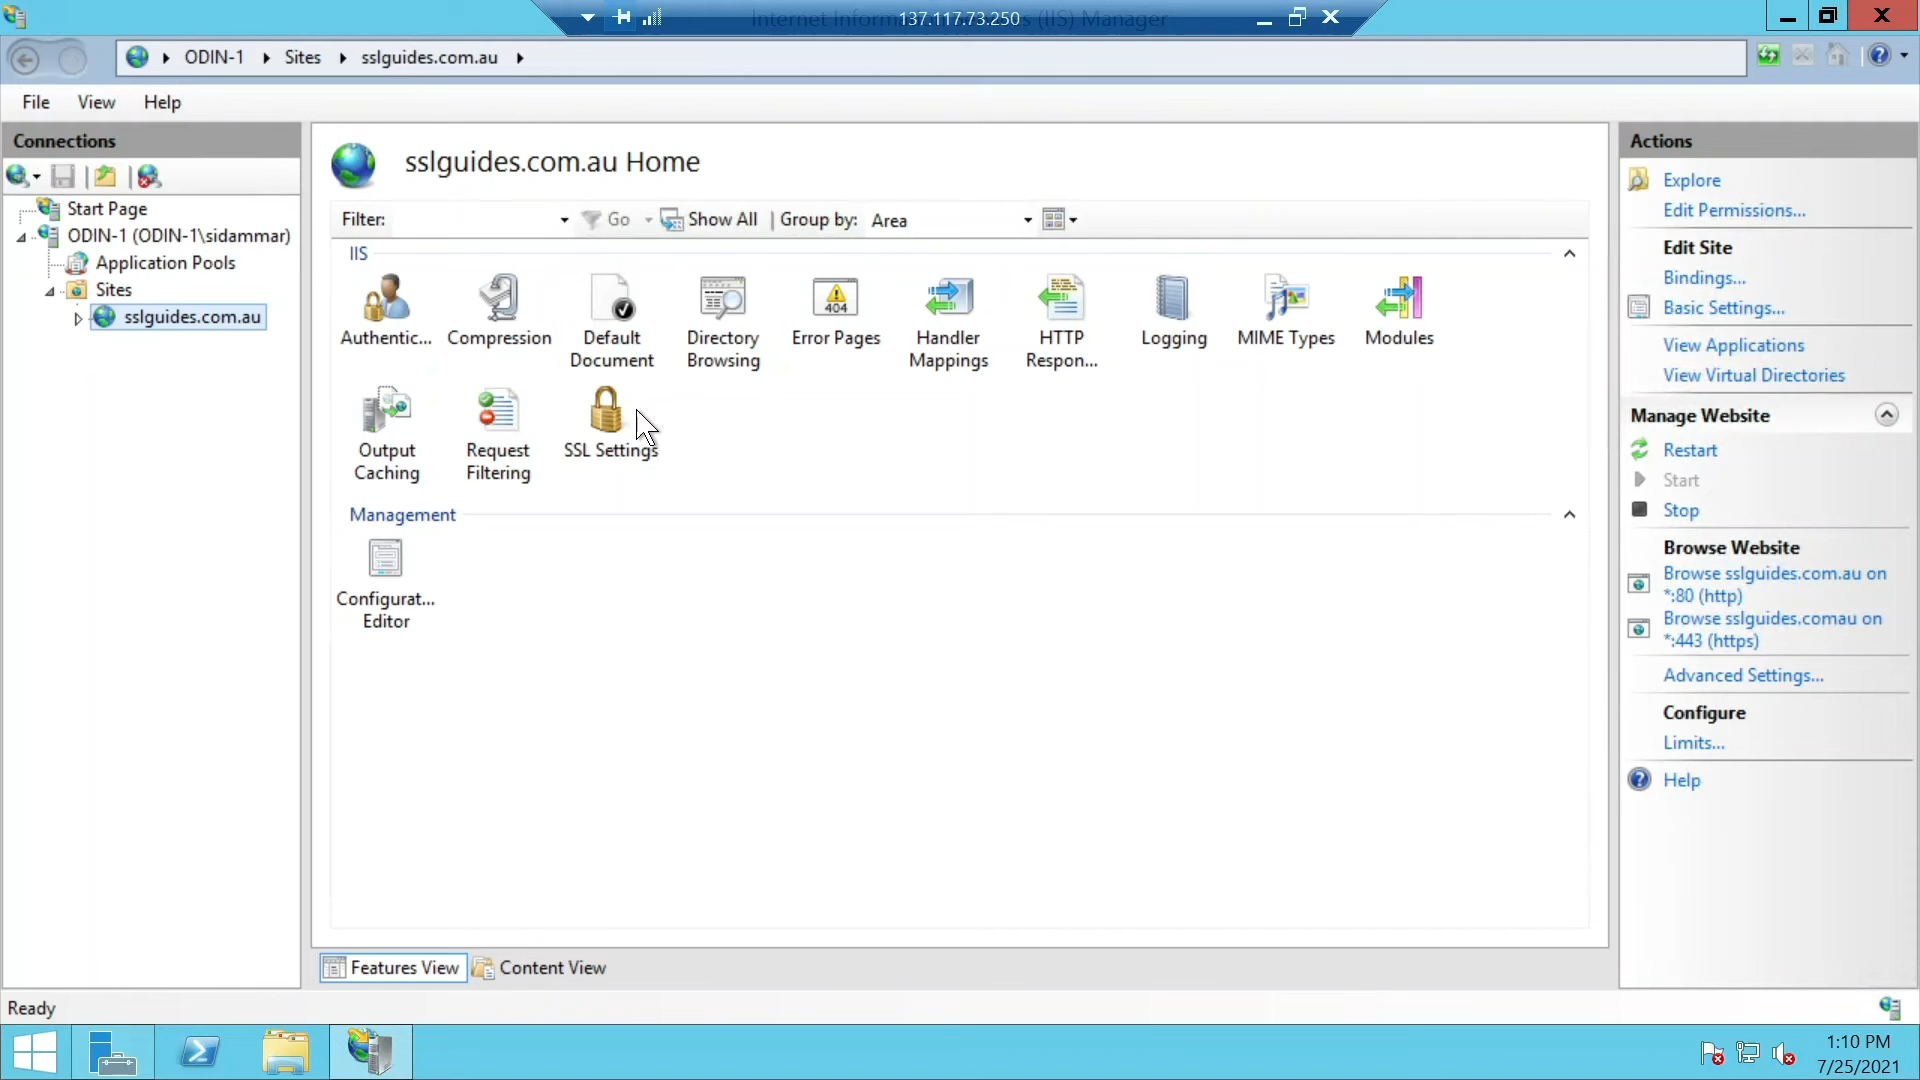 137.117.73.250
Internet Information Services (IIS) Manager
ODIN-1 Sites sslguides.com.au
File View Help
Connections
Start Page
ODIN-1 (ODIN-1\sidammar)
Application Pools
Sites
sslguides.com.au
sslguides.com.au Home
Filter: Go Show All Group by: Area
IIS
Authentic...
Compression
Default
Document
Directory
Browsing
Error Pages
404
Handler
Mappings
HTTP
Respon...
Logging
MIME Types
Modules
Output
Caching
Request
Filtering
SSL Settings
Management
Configurat...
Editor
Features View
Content View
Actions
Explore
Edit Permissions...
Edit Site
Bindings...
Basic Settings...
View Applications
View Virtual Directories
Manage Website
Restart
Start
Stop
Browse Website
Browse sslguides.com.au on
*:80 (http)
Browse sslguides.comau on
*:443 (https)
Advanced Settings...
Configure
Limits...
Help
Ready
1:10 PM
7/25/2021